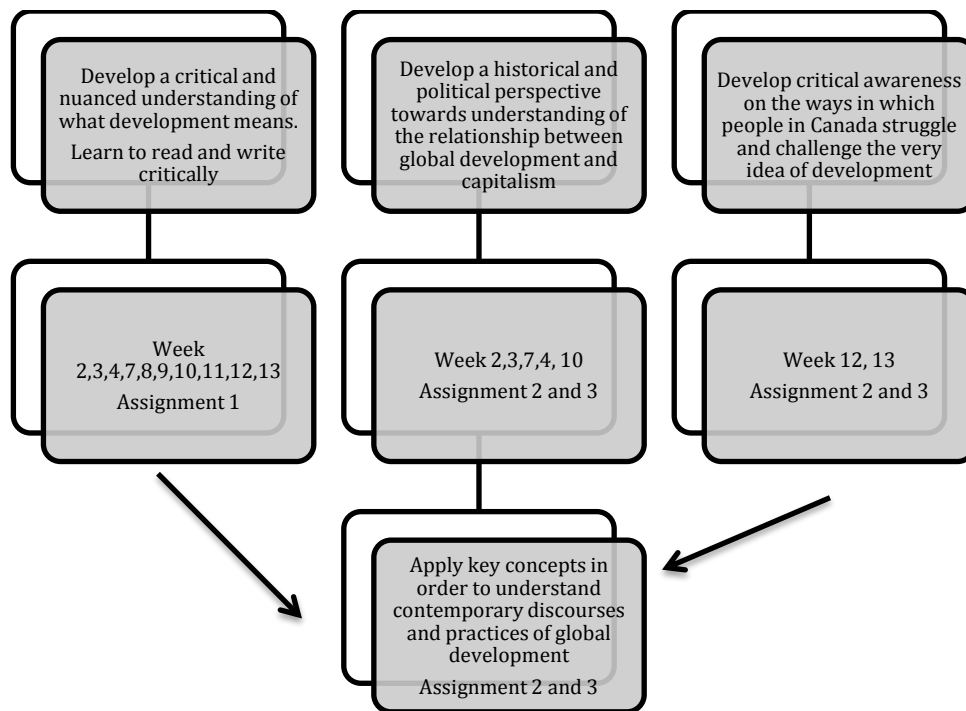 Develop a critical and
nuanced understanding of
what development means.
Learn to read and write
critically
Develop a historical and
political perspective
towards understanding of
the relationship between
global development and
capitalism
Develop critical awareness
on the ways in which
people in Canada struggle
and challenge the very
idea of development
Week
2,3,4,7,8,9,10,11,12,13
Assignment 1
Week 2,3,7,4, 10
Assignment 2 and 3
Week 12, 13
Assignment 2 and 3
Apply key concepts in
order to understand
contemporary discourses
and practices of global
development
Assignment 2 and 3